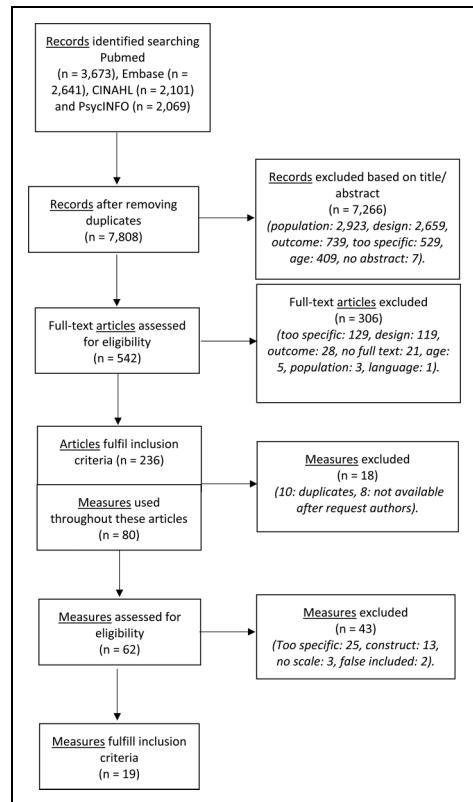 Records identified searching
Pubmed
(n = 3,673), Embase (n =
2,641), CINAHL (n = 2,101)
and PsycINFO (n = 2,069)
Records after removing
duplicates
(n = 7,808)
Records excluded based on title/
abstract
(n = 7,266)
(population: 2,923, design: 2,659,
outcome: 739, too specific: 529,
age: 409, no abstract: 7).
Full-text articles assessed
for eligibility
(n = 542)
Full-text articles excluded
(n = 306)
(too specific: 129, design: 119,
outcome: 28, no full text: 21, age:
5, population: 3, language: 1).
Articles fulfil inclusion
criteria (n = 236)
Measures used
throughout these articles
(n = 80)
Measures excluded
(n = 18)
(10: duplicates, 8: not available
after request authors).
Measures assessed for
eligibility
(n = 62)
Measures excluded
(n = 43)
(Too specific: 25, construct: 13,
no scale: 3, false included: 2).
Measures fulfill inclusion
criteria
(n = 19)